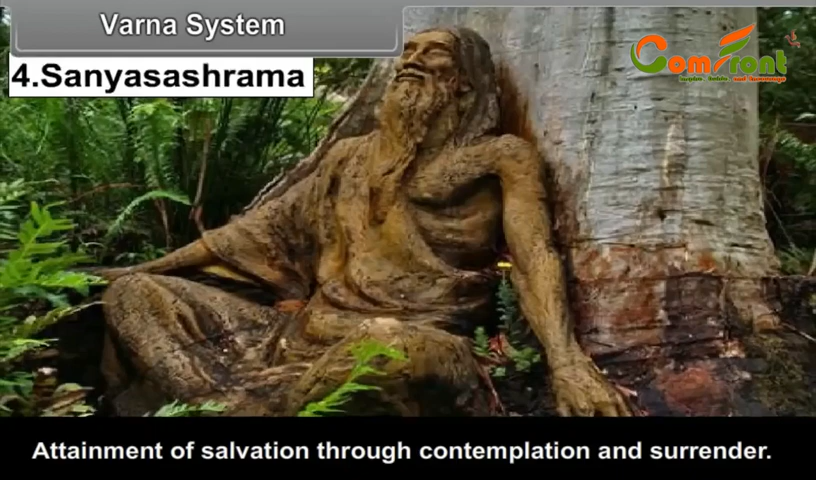 Varna System
4.Sanyasashrama
Comfront
Attainment of salvation through contemplation and surrender.